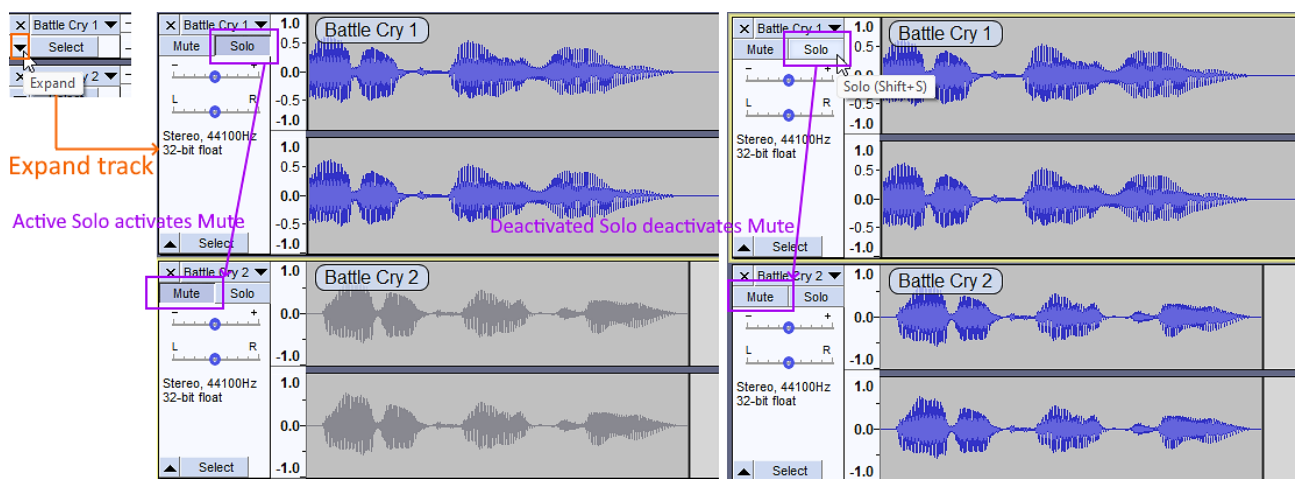 Battle Cry 1
Select
Cry 2
Expand
Expand track
Active Solo activates Mute
Battle Cry 1
Mute Solo
- +
L R
Stereo, 44100Hz
32-bit float
Select
1.0
0.5-
0.0-
-0.5-
-1.0
1.0
0.5-
0.0-
-0.5-
-1.0
Battle Cry 1
Battle Cry 2
Mute Solo
- +
L R
Stereo, 44100Hz
32-bit float
Select
1.0
0.0-
-1.0
1.0
0.0-
-1.0
Battle Cry 2
Deactivated Solo deactivates Mute
Battle Cry 1
Mute Solo
- +
Solo (Shift+S)
L R
Stereo, 44100Hz
32-bit float
Select
1.0
0.5-
0.0-
-0.5-
-1.0
1.0
0.5-
0.0-
-0.5-
-1.0
Battle Cry 1
Battle Cry 2
Mute Solo
- +
L R
Stereo, 44100Hz
32-bit float
Select
1.0
0.0-
-1.0
1.0
0.0-
-1.0
Battle Cry 2